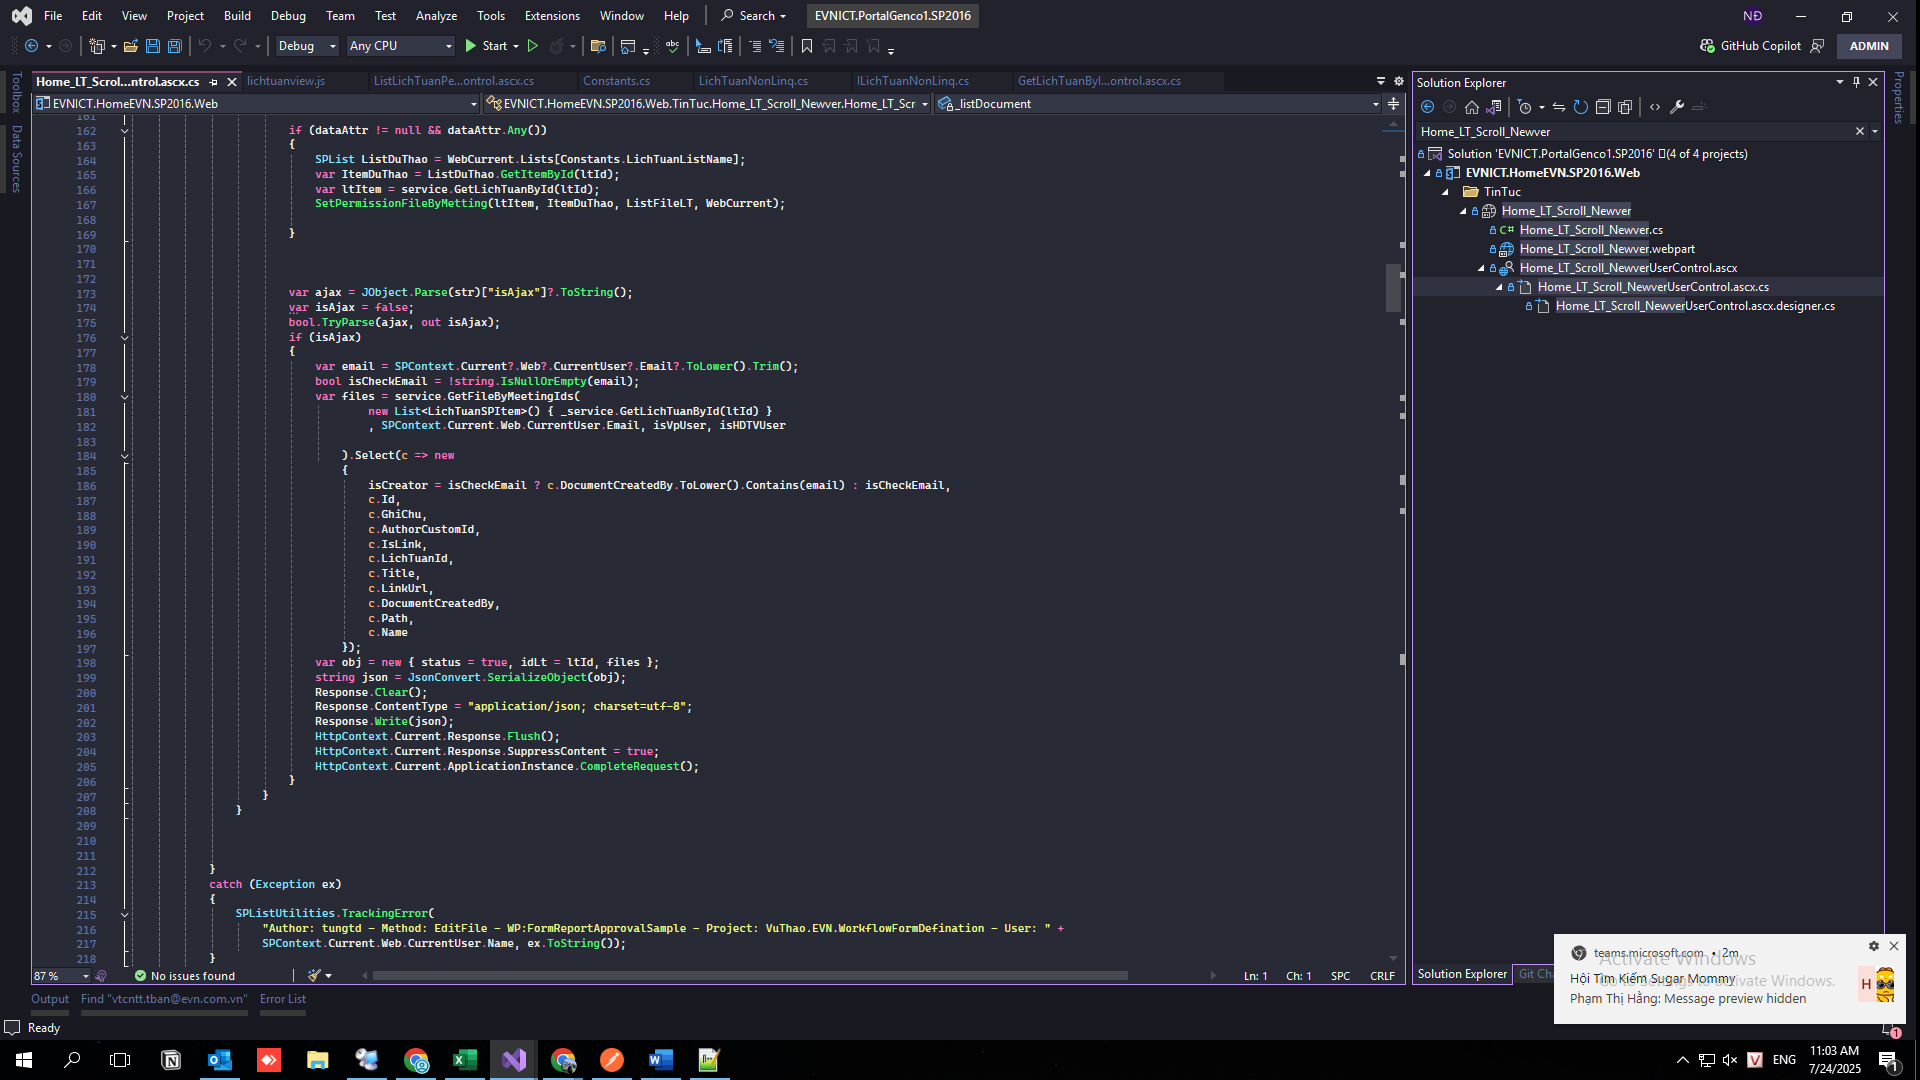 File Edit View Project Build Debug Team Test Analyze Tools Extensions Window Help Search EVNICT.PortalGenco1.SP2016 NĐ
Debug Any CPU Start GitHub Copilot ADMIN
Toolbox
Data Sources
Home_LT_Scrol...ntrol.ascx.cs lichtuanview.js ListLichTuanPe...ontrol.ascx.cs Constants.cs LichTuanNonLinq.cs ILichTuanNonLinq.cs GetLichTuanByI...ontrol.ascx.cs
EVNICT.HomeEVN.SP2016.Web EVNICT.HomeEVN.SP2016.Web.TinTuc.Home_LT_Scroll_Newver.Home_LT_Scr _listDocument
161
162 if (dataAttr != null && dataAttr.Any())
163 {
164 SPList ListDuThao = WebCurrent.Lists[Constants.LichTuanListName];
165 var ItemDuThao = ListDuThao.GetItemById(ltId);
166 var ltItem = service.GetLichTuanById(ltId);
167 SetPermissionFileByMetting(ltItem, ItemDuThao, ListFileLT, WebCurrent);
168
169 }
170
171
172
173 var ajax = JObject.Parse(str)["isAjax"]?.ToString();
174 var isAjax = false;
175 bool.TryParse(ajax, out isAjax);
176 if (isAjax)
177 {
178 var email = SPContext.Current?.Web?.CurrentUser?.Email?.ToLower().Trim();
179 bool isCheckEmail = !string.IsNullOrEmpty(email);
180 var files = service.GetFileByMeetingIds(
181 new List<LichTuanSPItem>() { _service.GetLichTuanById(ltId) }
182 , SPContext.Current.Web.CurrentUser.Email, isVpUser, isHDTVUser
183
184 ).Select(c => new
185 {
186 isCreator = isCheckEmail ? c.DocumentCreatedBy.ToLower().Contains(email) : isCheckEmail,
187 c.Id,
188 c.GhiChu,
189 c.AuthorCustomId,
190 c.IsLink,
191 c.LichTuanId,
192 c.Title,
193 c.LinkUrl,
194 c.DocumentCreatedBy,
195 c.Path,
196 c.Name
197 });
198 var obj = new { status = true, idLt = ltId, files };
199 string json = JsonConvert.SerializeObject(obj);
200 Response.Clear();
201 Response.ContentType = "application/json; charset=utf-8";
202 Response.Write(json);
203 HttpContext.Current.Response.Flush();
204 HttpContext.Current.Response.SuppressContent = true;
205 HttpContext.Current.ApplicationInstance.CompleteRequest();
206 }
207 }
208 }
209
210
211
212 }
213 catch (Exception ex)
214 {
215 SPListUtilities.TrackingError(
216 "Author: tungtd - Method: EditFile - WP:FormReportApprovalSample - Project: VuThao.EVN.WorkflowFormDefination - User: " +
217 SPContext.Current.Web.CurrentUser.Name, ex.ToString());
218 }
87 % No issues found Ln: 1 Ch: 1 SPC CRLF
Output Find "vtcntt.tban@evn.com.vn" Error List
Ready
Solution Explorer
Home_LT_Scroll_Newver
Solution 'EVNICT.PortalGenco1.SP2016' (4 of 4 projects)
EVNICT.HomeEVN.SP2016.Web
TinTuc
Home_LT_Scroll_Newver
C# Home_LT_Scroll_Newver.cs
Home_LT_Scroll_Newver.webpart
Home_LT_Scroll_NewverUserControl.ascx
Home_LT_Scroll_NewverUserControl.ascx.cs
Home_LT_Scroll_NewverUserControl.ascx.designer.cs
Properties
Solution Explorer Git Ch
Activate Windows
Go to Settings to activate Windows.
teams.microsoft.com • 2m
Hội Tìm Kiếm Sugar Mommy
Phạm Thị Hằng: Message preview hidden
H
1
ENG 11:03 AM
7/24/2025
1